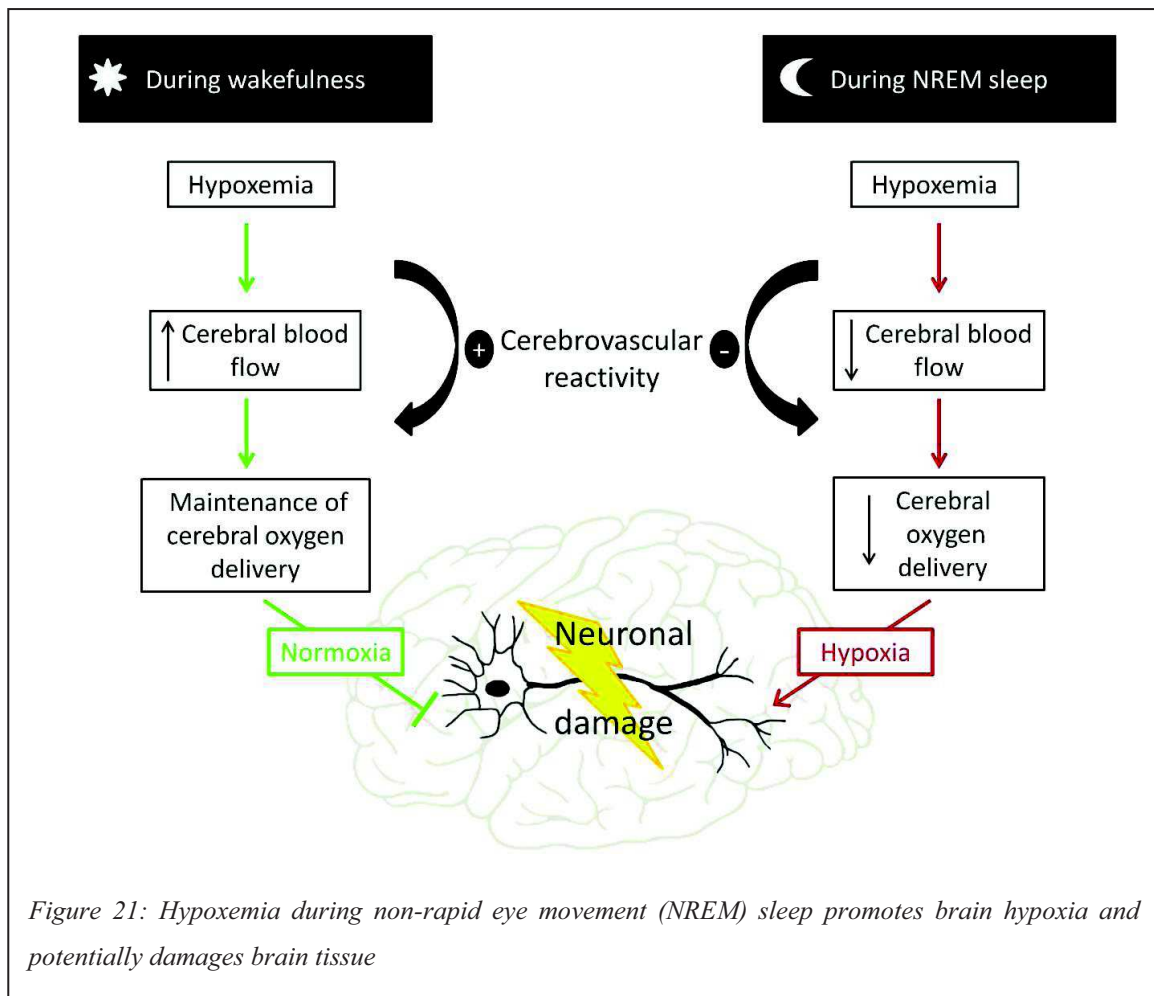 During wakefulness
Hypoxemia
Cerebral blood
flow
Maintenance of
cerebral oxygen
delivery
Normoxia
+
Cerebrovascular
reactivity
-
During NREM sleep
Hypoxemia
Cerebral blood
flow
Cerebral
oxygen
delivery
Hypoxia
Neuronal
damage
Figure 21: Hypoxemia during non-rapid eye movement (NREM) sleep promotes brain hypoxia and
potentially damages brain tissue